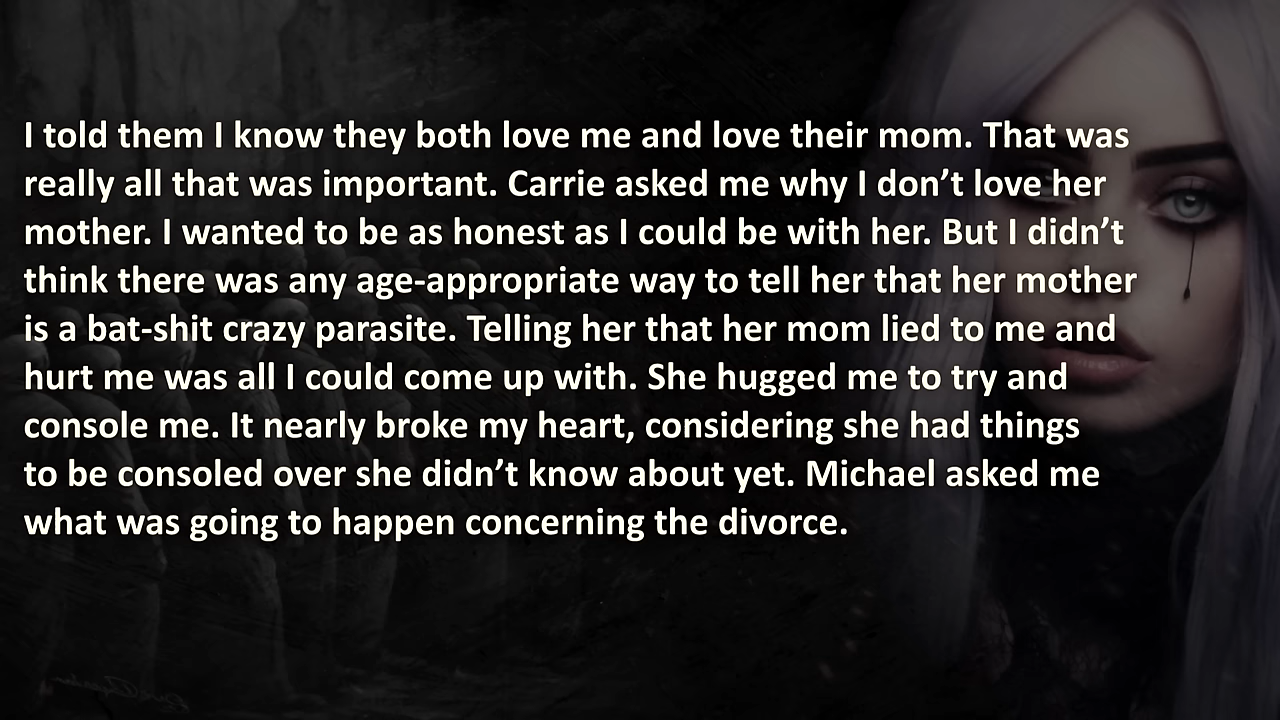 I told them I know they both love me and love their mom. That was
really all that was important. Carrie asked me why I don’t love her
mother. I wanted to be as honest as I could be with her. But I didn’t
think there was any age-appropriate way to tell her that her mother
is a bat-shit crazy parasite. Telling her that her mom lied to me and
hurt me was all I could come up with. She hugged me to try and
console me. It nearly broke my heart, considering she had things
to be consoled over she didn’t know about yet. Michael asked me
what was going to happen concerning the divorce.